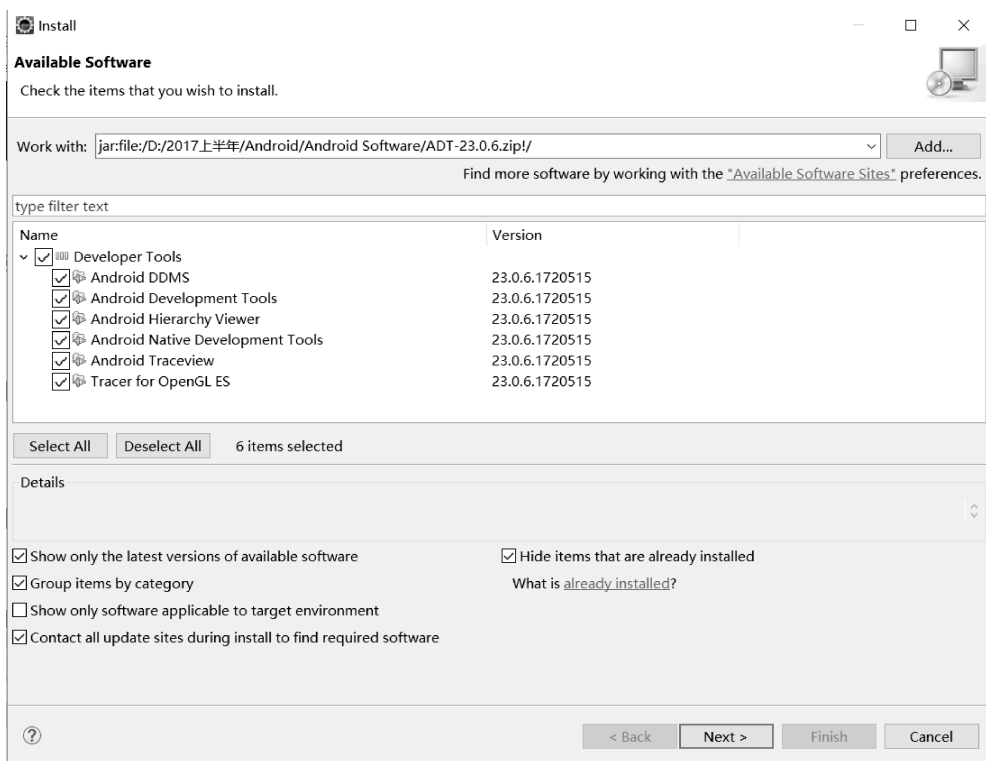 Install
Available Software
Check the items that you wish to install.
Work with: jar:file:/D:/2017上半年/Android/Android Software/ADT-23.0.6.zip!/ Add...
Find more software by working with the "Available Software Sites" preferences.
type filter text
Name Version
Developer Tools
Android DDMS 23.0.6.1720515
Android Development Tools 23.0.6.1720515
Android Hierarchy Viewer 23.0.6.1720515
Android Native Development Tools 23.0.6.1720515
Android Traceview 23.0.6.1720515
Tracer for OpenGL ES 23.0.6.1720515
Select All Deselect All 6 items selected
Details
Show only the latest versions of available software Hide items that are already installed
Group items by category What is already installed?
Show only software applicable to target environment
Contact all update sites during install to find required software
? < Back Next > Finish Cancel